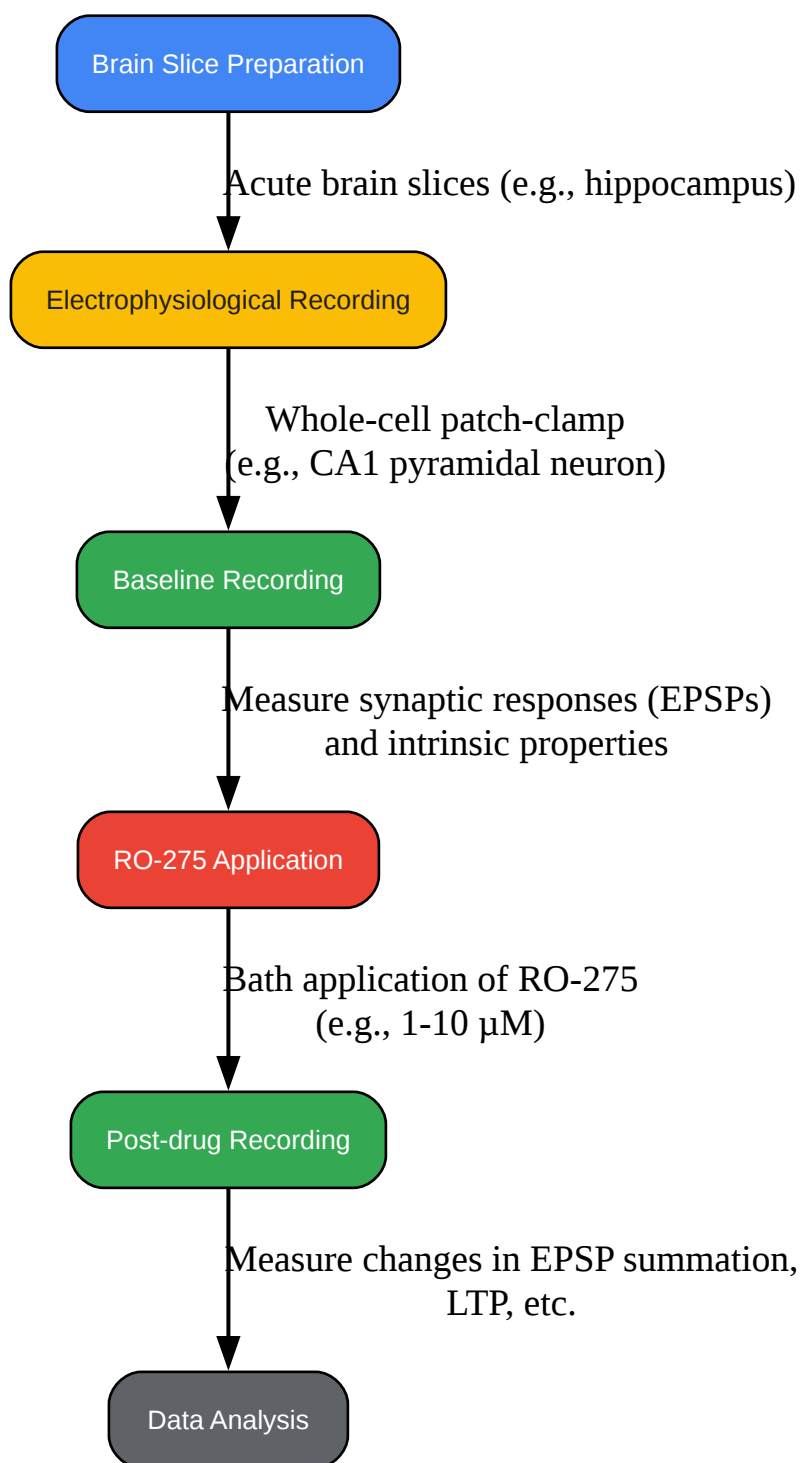 Brain Slice Preparation
Acute brain slices (e.g., hippocampus)
Electrophysiological Recording
Whole-cell patch-clamp
(e.g., CA1 pyramidal neuron)
Baseline Recording
Measure synaptic responses (EPSPs)
and intrinsic properties
RO-275 Application
Bath application of RO-275
(e.g., 1-10 µM)
Post-drug Recording
Measure changes in EPSP summation,
LTP, etc.
Data Analysis